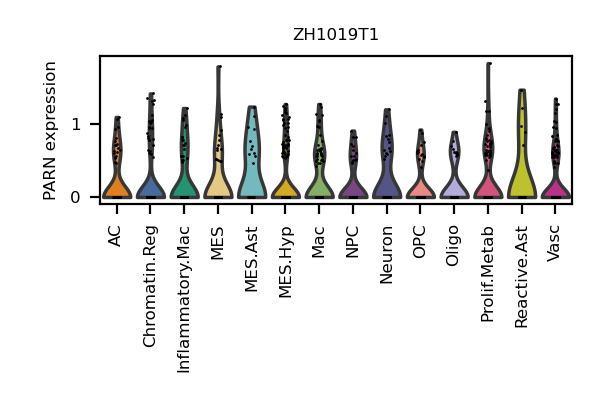 ZH1019T1
PARN expression
1
0
AC
Chromatin.Reg
Inflammatory.Mac
MES
MES.Ast
MES.Hyp
Mac
NPC
Neuron
OPC
Oligo
Prolif.Metab
Reactive.Ast
Vasc